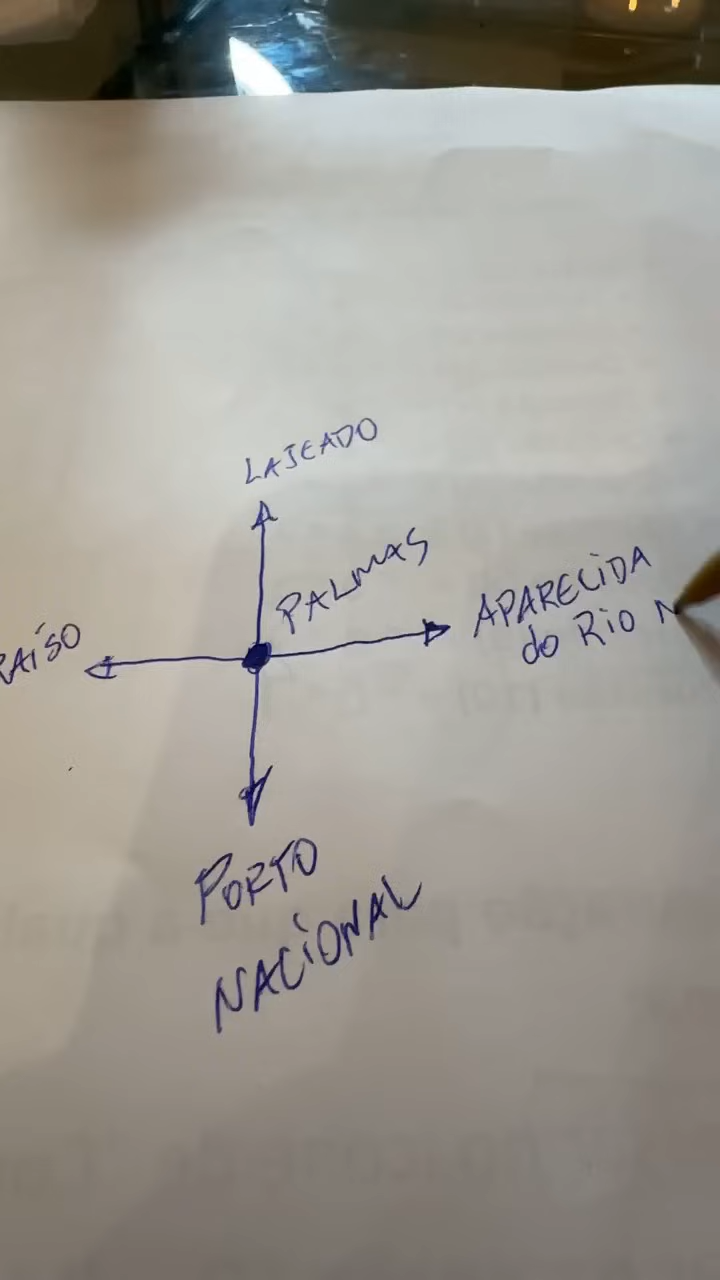 LAJEADO
PALMAS
RAÍSO
APARECIDA
do Rio N
PORTO
NACIONAL